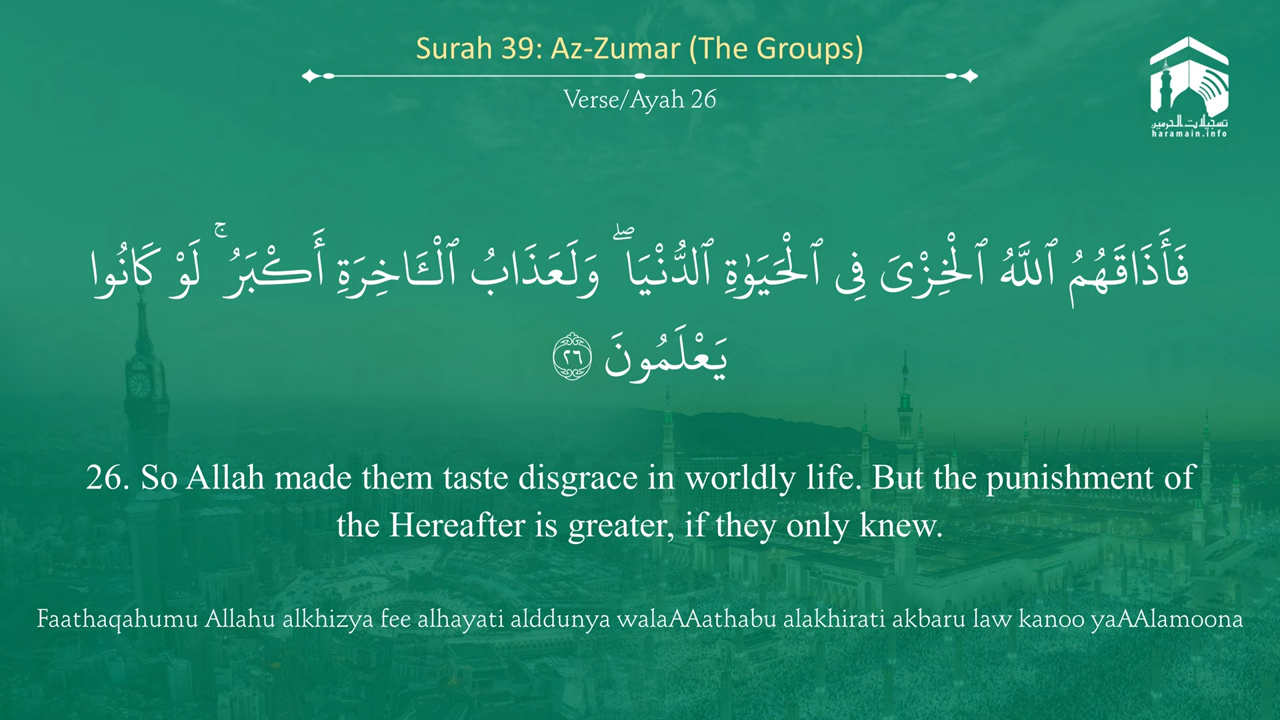 Surah 39: Az-Zumar (The Groups)
Verse/Ayah 26
تسجيلات الحرمين
haramain.info
فَأَذَاقَهُمُ ٱللَّهُ ٱلْخِزْىَ فِى ٱلْحَيَوٰةِ ٱلدُّنْيَا ۖ وَلَعَذَابُ ٱلْـَٔاخِرَةِ أَكْبَرُ ۚ لَوْ كَانُوا
يَعْلَمُونَ ٢٦
26. So Allah made them taste disgrace in worldly life. But the punishment of
the Hereafter is greater, if they only knew.
Faathaqahumu Allahu alkhizya fee alhayati alddunya walaAAathabu alakhirati akbaru law kanoo yaAAlamoona